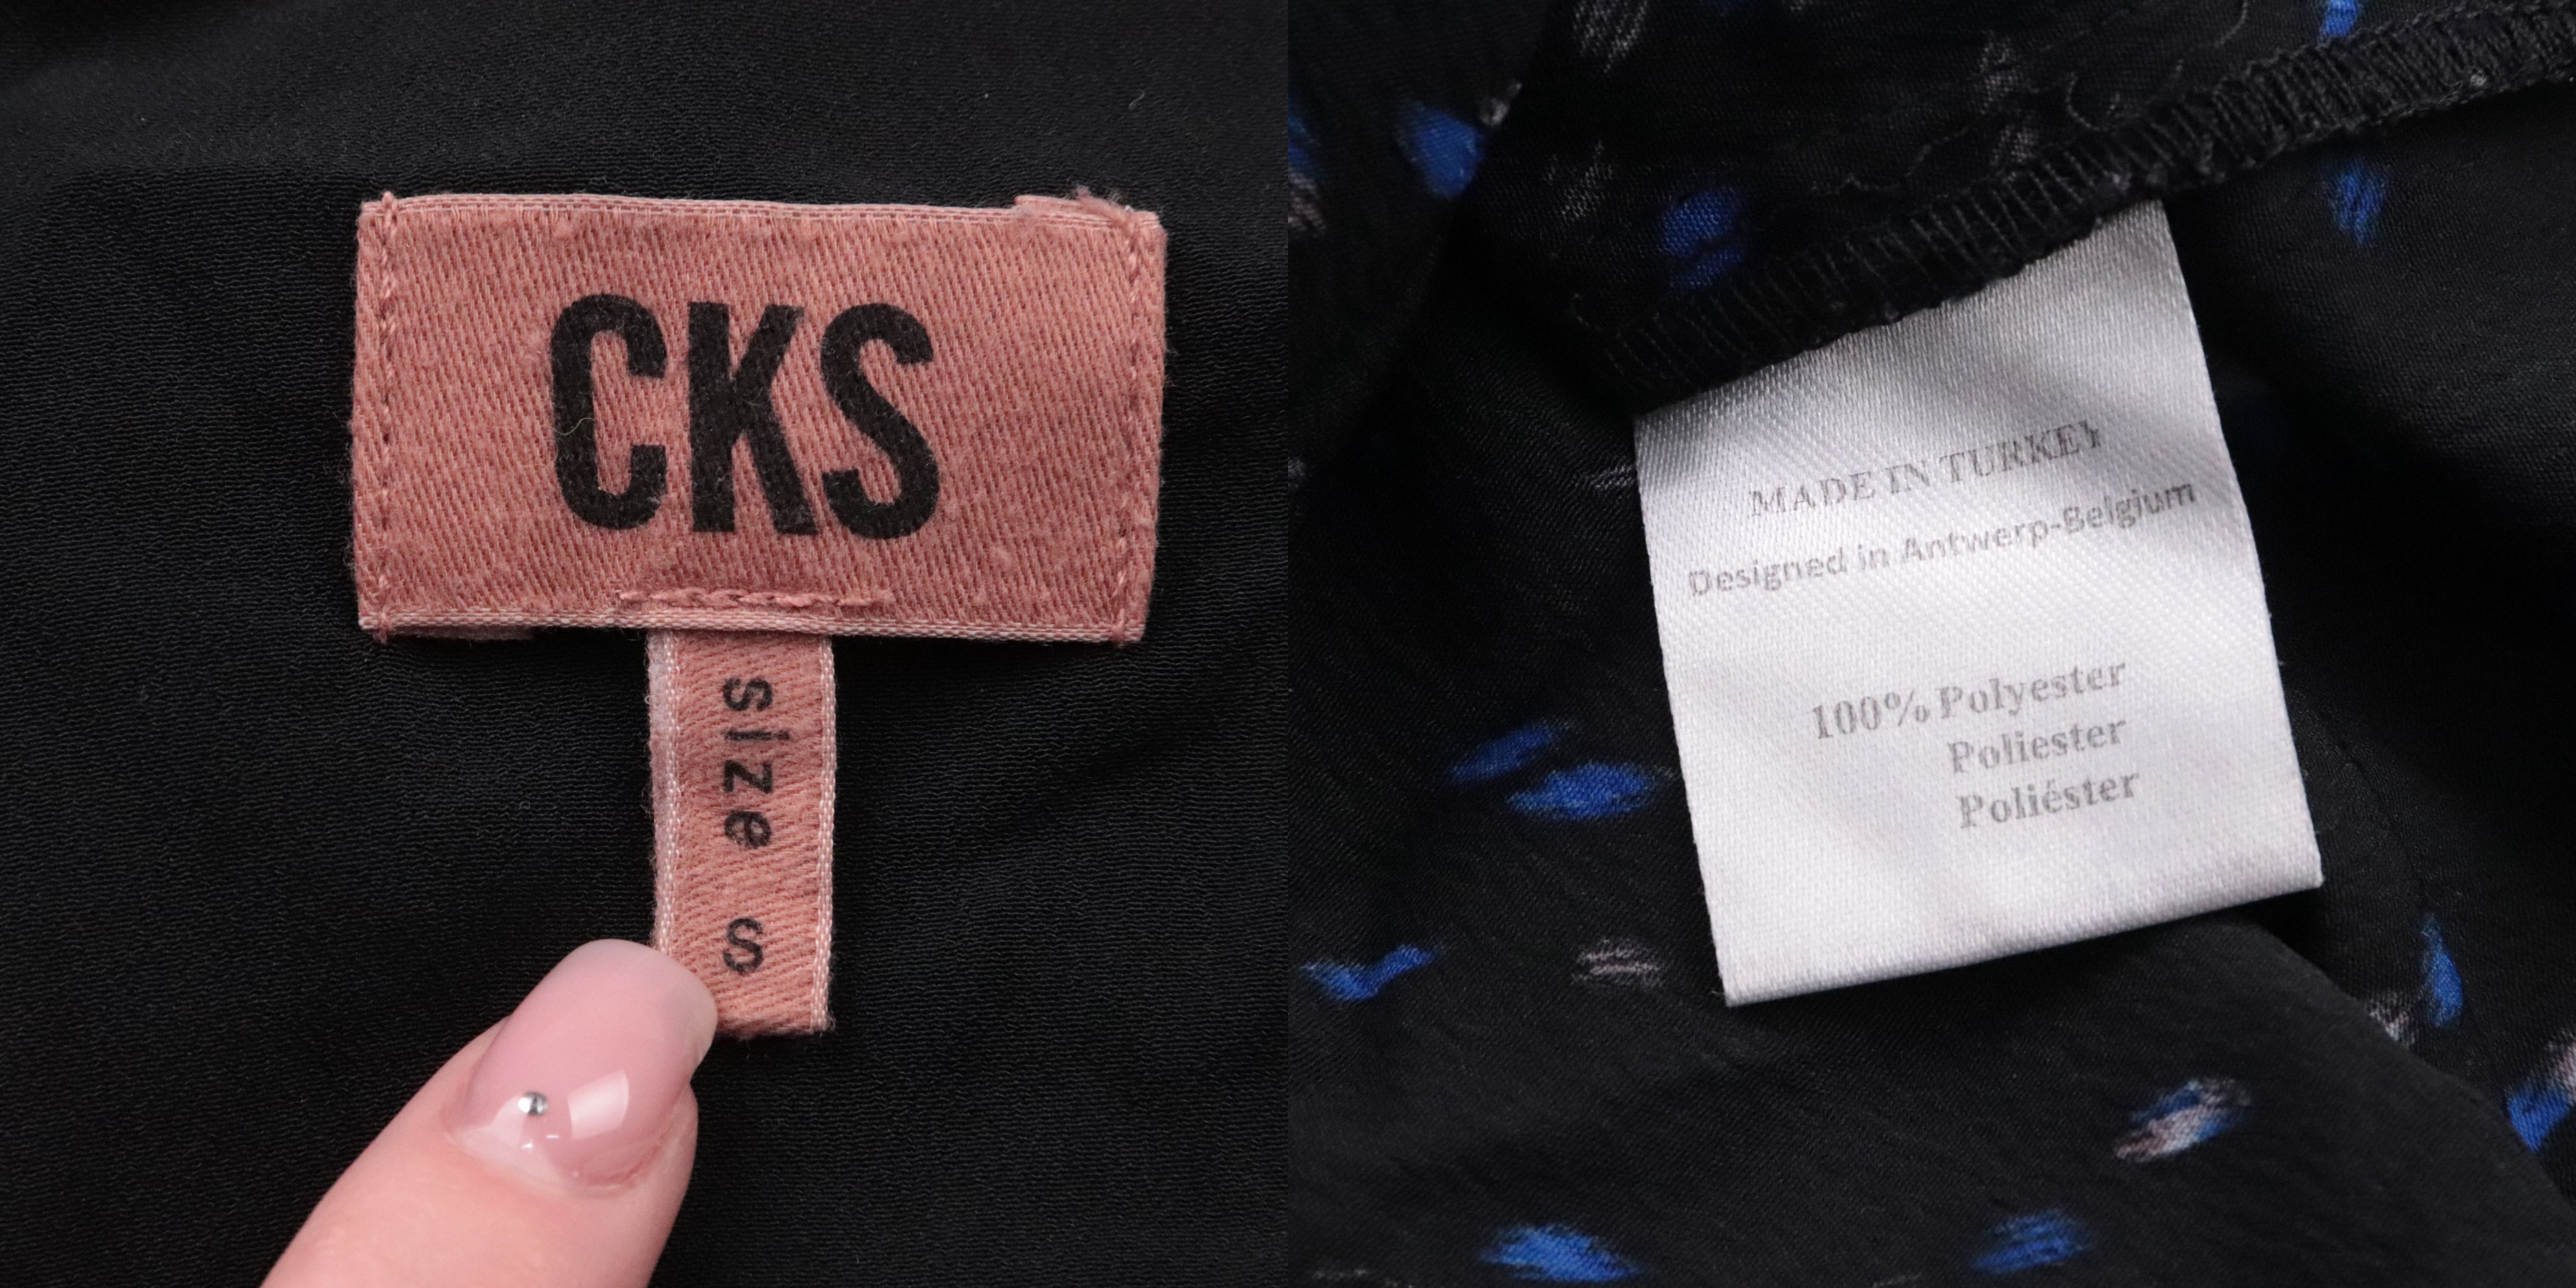 CKS
size S
MADE IN TURKEY
Designed in Antwerp-Belgium
100% Polyester
Poliester
Poliéster